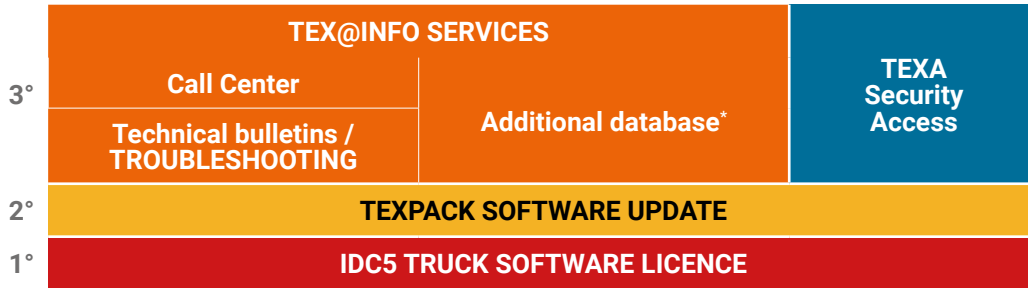 TEX@INFO SERVICES
3°
Call Center
Technical bulletins /
TROUBLESHOOTING
Additional database*
TEXA
Security
Access
2°
TEXPACK SOFTWARE UPDATE
1°
IDC5 TRUCK SOFTWARE LICENCE